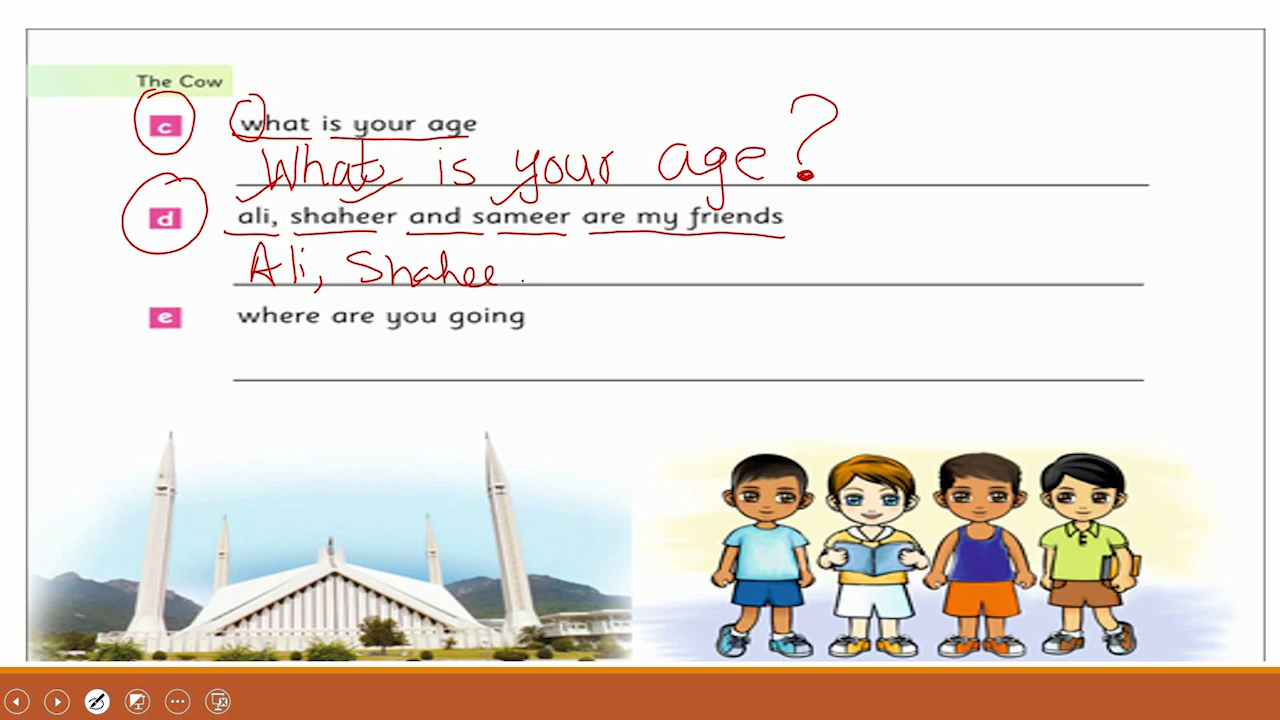 The Cow
c what is your age
What is your age?
d ali, shaheer and sameer are my friends
Ali, Shahee
e where are you going